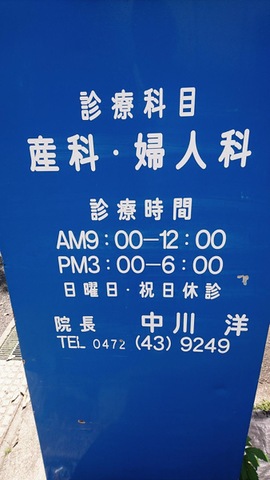 診療科目
産科・婦人科
診療時間
AM9:00－12:00
PM3:00－6:00
日曜日・祝日休診
院長 中川 洋
TEL 0472 (43) 9249